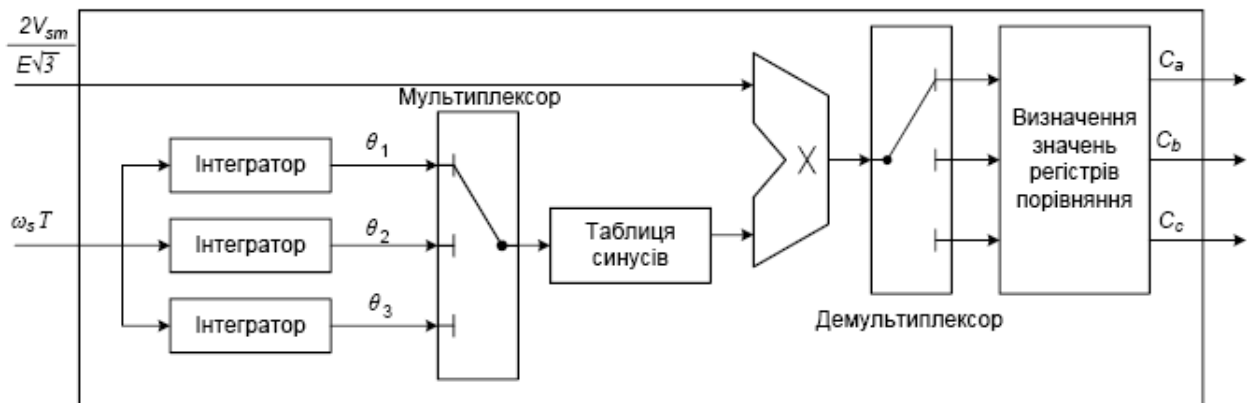 2V_sm
E√3
ω_s T
Інтегратор
Інтегратор
Інтегратор
θ_1
θ_2
θ_3
Мультиплексор
Таблиця
синусів
X
Демультиплексор
Визначення
значень
регістрів
порівняння
C_a
C_b
C_c